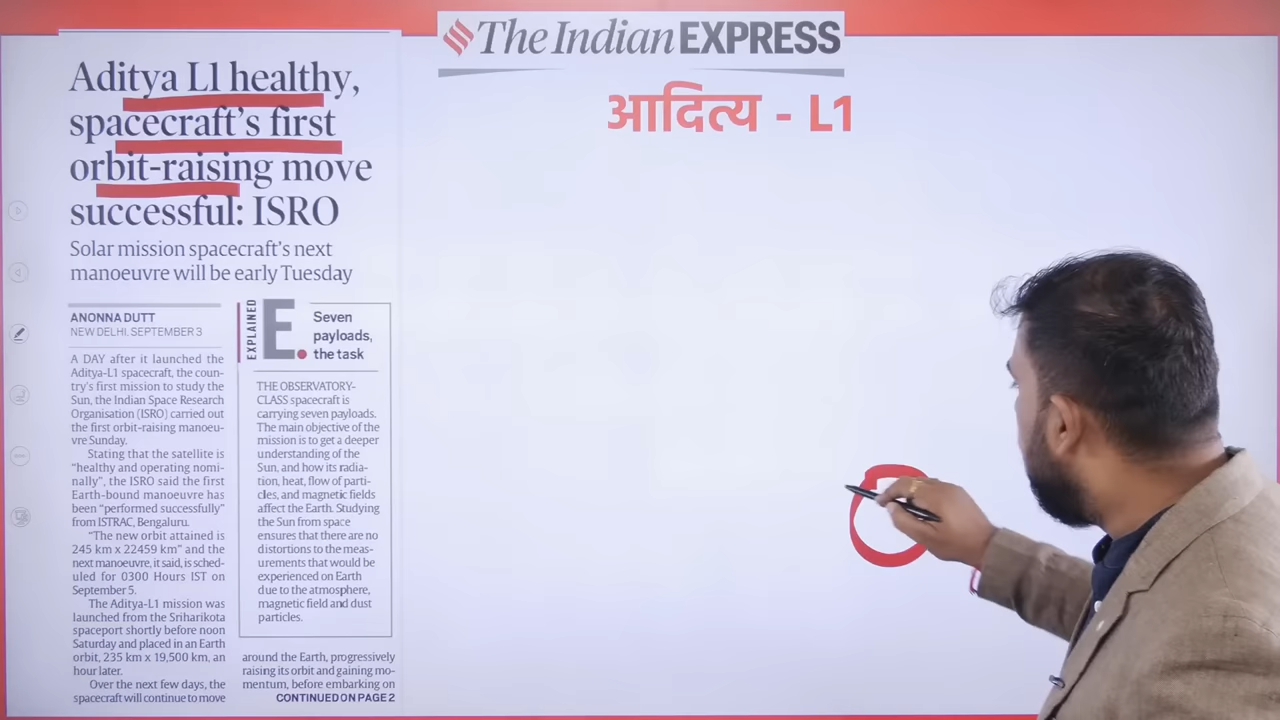 The Indian EXPRESS
आदित्य - L1
Aditya L1 healthy,
spacecraft's first
orbit-raising move
successful: ISRO
Solar mission spacecraft's next
manoeuvre will be early Tuesday
ANONNA DUTT
NEW DELHI, SEPTEMBER 3
A DAY after it launched the
Aditya-L1 spacecraft, the coun-
try's first mission to study the
Sun, the Indian Space Research
Organisation (ISRO) carried out
the first orbit-raising manoeu-
vre Sunday.
Stating that the satellite is
"healthy and operating nomi-
nally", the ISRO said the first
Earth-bound manoeuvre has
been "performed successfully"
from ISTRAC, Bengaluru.
"The new orbit attained is
245 km x 22459 km" and the
next manoeuvre, it said, is sched-
uled for 0300 Hours IST on
September 5.
The Aditya-L1 mission was
launched from the Sriharikota
spaceport shortly before noon
Saturday and placed in an Earth
orbit, 235 km x 19,500 km, an
hour later.
Over the next few days, the
spacecraft will continue to move
EXPLAINED
E.
Seven
payloads,
the task
THE OBSERVATORY-
CLASS spacecraft is
carrying seven payloads.
The main objective of the
mission is to get a deeper
understanding of the
Sun, and how its radia-
tion, heat, flow of parti-
cles, and magnetic fields
affect the Earth. Studying
the Sun from space
ensures that there are no
distortions to the meas-
urements that would be
experienced on Earth
due to the atmosphere,
magnetic field and dust
particles.
around the Earth, progressively
raising its orbit and gaining mo-
mentum, before embarking on
CONTINUED ON PAGE 2